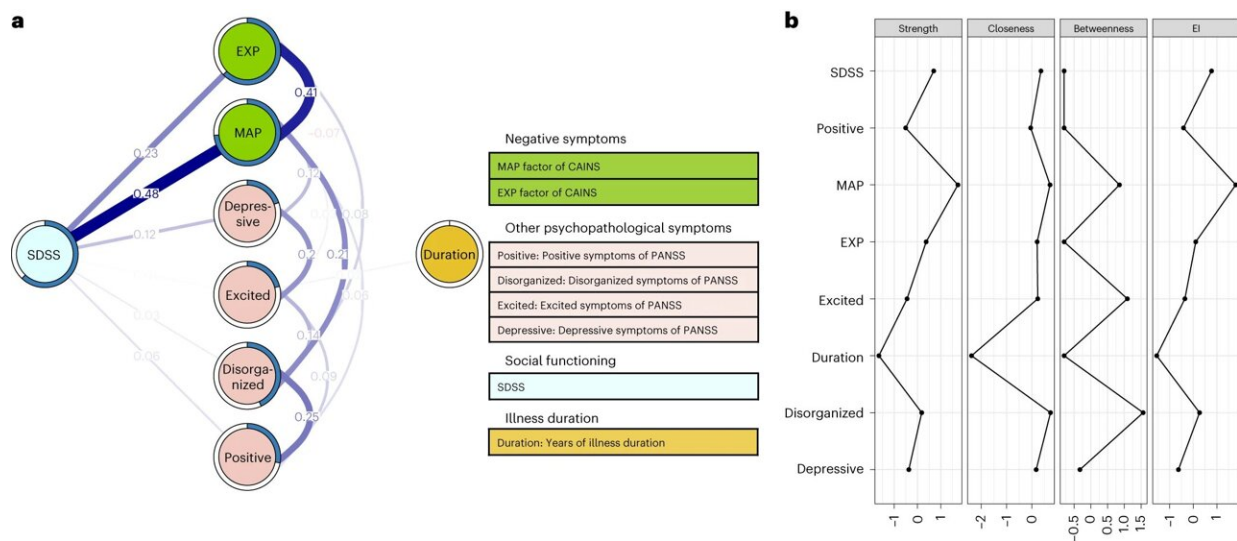 a
EXP
0.41
MAP
-0.07
0.23
0.12
0.48
Depres-
sive
0.08
0.12
0.2
0.21
SDSS
Duration
Excited
0.03
0.14
0.06
Disorga-
nized
0.09
0.25
Positive
Negative symptoms
MAP factor of CAINS
EXP factor of CAINS
Other psychopathological symptoms
Positive: Positive symptoms of PANSS
Disorganized: Disorganized symptoms of PANSS
Excited: Excited symptoms of PANSS
Depressive: Depressive symptoms of PANSS
Social functioning
SDSS
Illness duration
Duration: Years of illness duration
b
Strength Closeness Betweenness EI
SDSS
Positive
MAP
EXP
Excited
Duration
Disorganized
Depressive
-1 0 1 -2 -1 0 -0.5 0 0.5 1.0 1.5 -1 0 1